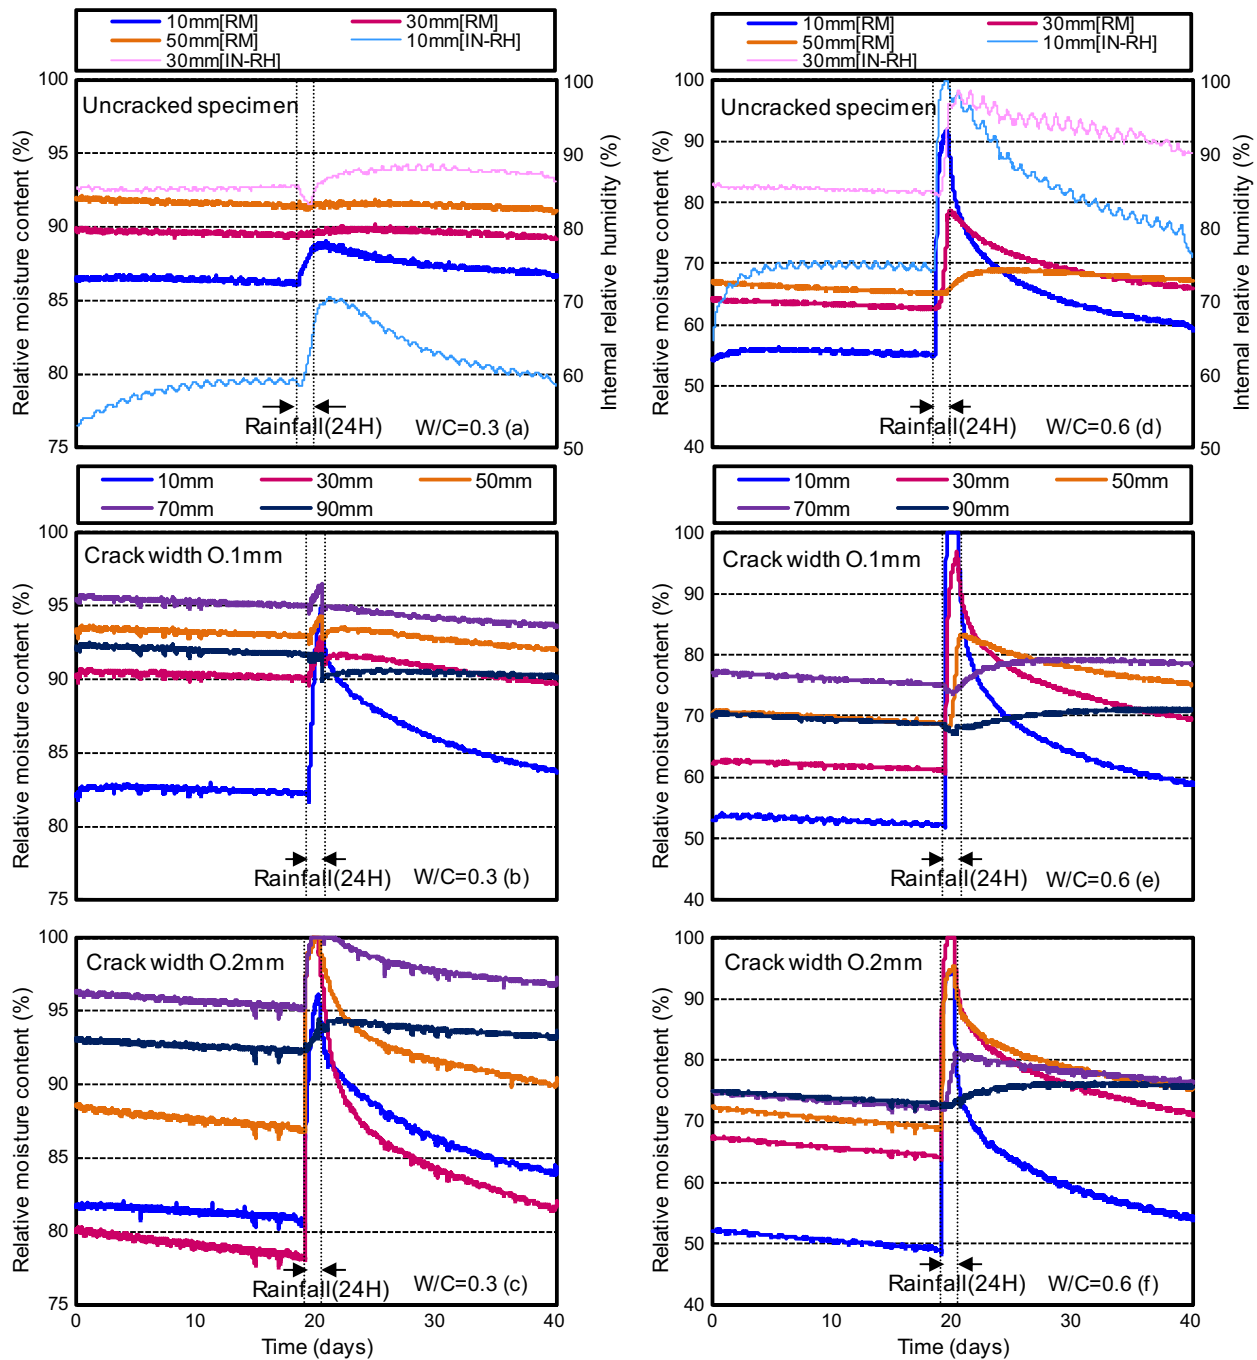 10mm[RM] 30mm[RM]
50mm[RM] 10mm[IN-RH]
30mm[IN-RH]
Relative moisture content (%)
100
95
90
85
80
75
Uncracked specimen
Rainfall(24H)
W/C=0.3 (a)
100
90
80
70
60
50
Internal relative humidity (%)
10mm[RM] 30mm[RM]
50mm[RM] 10mm[IN-RH]
30mm[IN-RH]
Relative moisture content (%)
100
90
80
70
60
50
40
Uncracked specimen
Rainfall(24H)
W/C=0.6 (d)
100
90
80
70
60
50
Internal relative humidity (%)
10mm 30mm 50mm
70mm 90mm
Relative moisture content (%)
100
95
90
85
80
75
Crack width O.1mm
Rainfall(24H)
W/C=0.3 (b)
10mm 30mm 50mm
70mm 90mm
Relative moisture content (%)
100
90
80
70
60
50
40
Crack width O.1mm
Rainfall(24H)
W/C=0.6 (e)
Relative moisture content (%)
100
95
90
85
80
75
Crack width O.2mm
Rainfall(24H)
W/C=0.3 (c)
0 10 20 30 40
Time (days)
Relative moisture content (%)
100
90
80
70
60
50
40
Crack width O.2mm
Rainfall(24H)
W/C=0.6 (f)
0 10 20 30 40
Time (days)